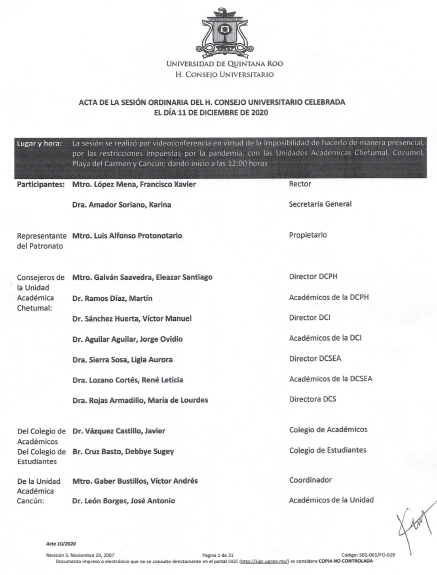 UNIVERSIDAD DE QUINTANA ROO
H. CONSEJO UNIVERSITARIO
ACTA DE LA SESIÓN ORDINARIA DEL H. CONSEJO UNIVERSITARIO CELEBRADA
EL DÍA 11 DE DICIEMBRE DE 2020
Lugar y hora: La sesión se realizó por videoconferencia en virtud de la imposibilidad de hacerlo de manera presencial,
por las restricciones impuestas por la pandemia, con las Unidades Académicas Chetumal, Cozumel,
Playa del Carmen y Cancún; dando inicio a las 12:00 horas
Participantes: Mtro. López Mena, Francisco Xavier Rector
Dra. Amador Soriano, Karina Secretaria General
Representante Mtro. Luis Alfonso Protonotario Propietario
del Patronato
Consejeros de Mtro. Galván Saavedra, Eleazar Santiago Director DCPH
la Unidad
Académica Dr. Ramos Díaz, Martín Académicos de la DCPH
Chetumal:
Dr. Sánchez Huerta, Víctor Manuel Director DCI
Dr. Aguilar Aguilar, Jorge Ovidio Académicos de la DCI
Dra. Sierra Sosa, Ligia Aurora Director DCSEA
Dra. Lozano Cortés, René Leticia Académicos de la DCSEA
Dra. Rojas Armadillo, María de Lourdes Directora DCS
Del Colegio de Dr. Vázquez Castillo, Javier Colegio de Académicos
Académicos
Del Colegio de Br. Cruz Basto, Debbye Sugey Colegio de Estudiantes
Estudiantes
De la Unidad Mtro. Gaber Bustillos, Víctor Andrés Coordinador
Académica
Cancún: Dr. León Borges, José Antonio Académicos de la Unidad
Acta 10/2020
Revisión 3, Noviembre 29, 2007 Página 1 de 31 Código: SEG-001/FO-029
Documento impreso o electrónico que no se consulte directamente en el portal SIGC (http://sigc.uqroo.mx/) se considera COPIA NO CONTROLADA